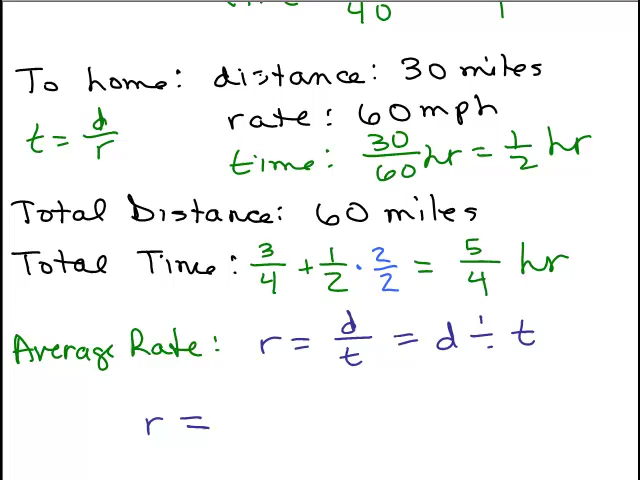 40
To home: distance: 30 miles
rate: 60 mph
t = d/r
time: 30/60 hr = 1/2 hr
Total Distance: 60 miles
Total Time: 3/4 + 1/2 · 2/2 = 5/4 hr
Average Rate: r = d/t = d ÷ t
r =